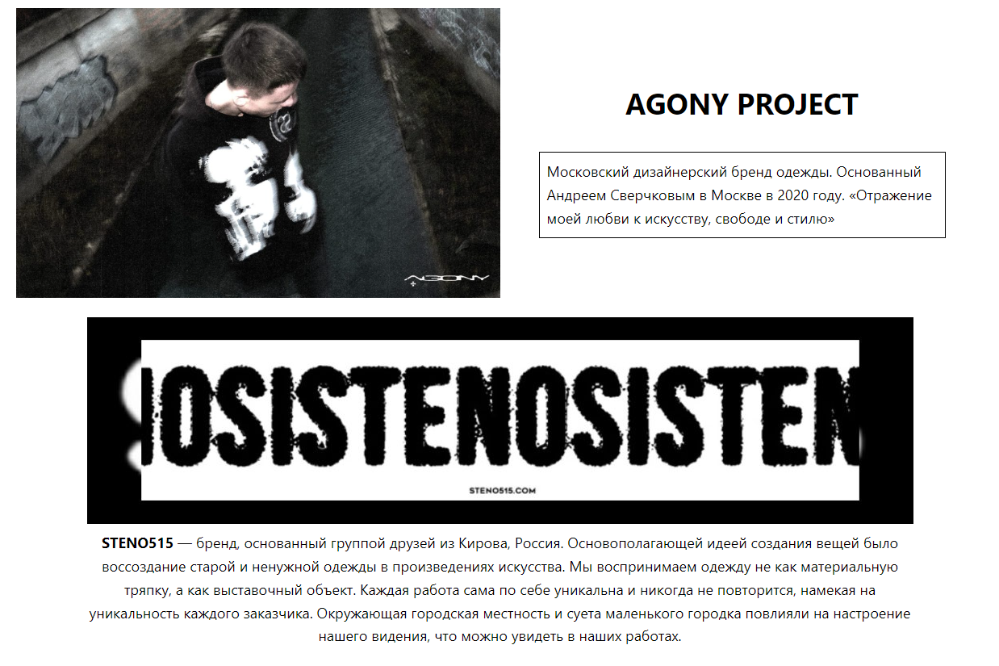 AGONY
AGONY PROJECT
Московский дизайнерский бренд одежды. Основанный
Андреем Сверчковым в Москве в 2020 году. «Отражение
моей любви к искусству, свободе и стилю»
NOSISTENOSISTEN
STENO515.COM
STENO515 — бренд, основанный группой друзей из Кирова, Россия. Основополагающей идеей создания вещей было
воссоздание старой и ненужной одежды в произведениях искусства. Мы воспринимаем одежду не как материальную
тряпку, а как выставочный объект. Каждая работа сама по себе уникальна и никогда не повторится, намекая на
уникальность каждого заказчика. Окружающая городская местность и суета маленького городка повлияли на настроение
нашего видения, что можно увидеть в наших работах.